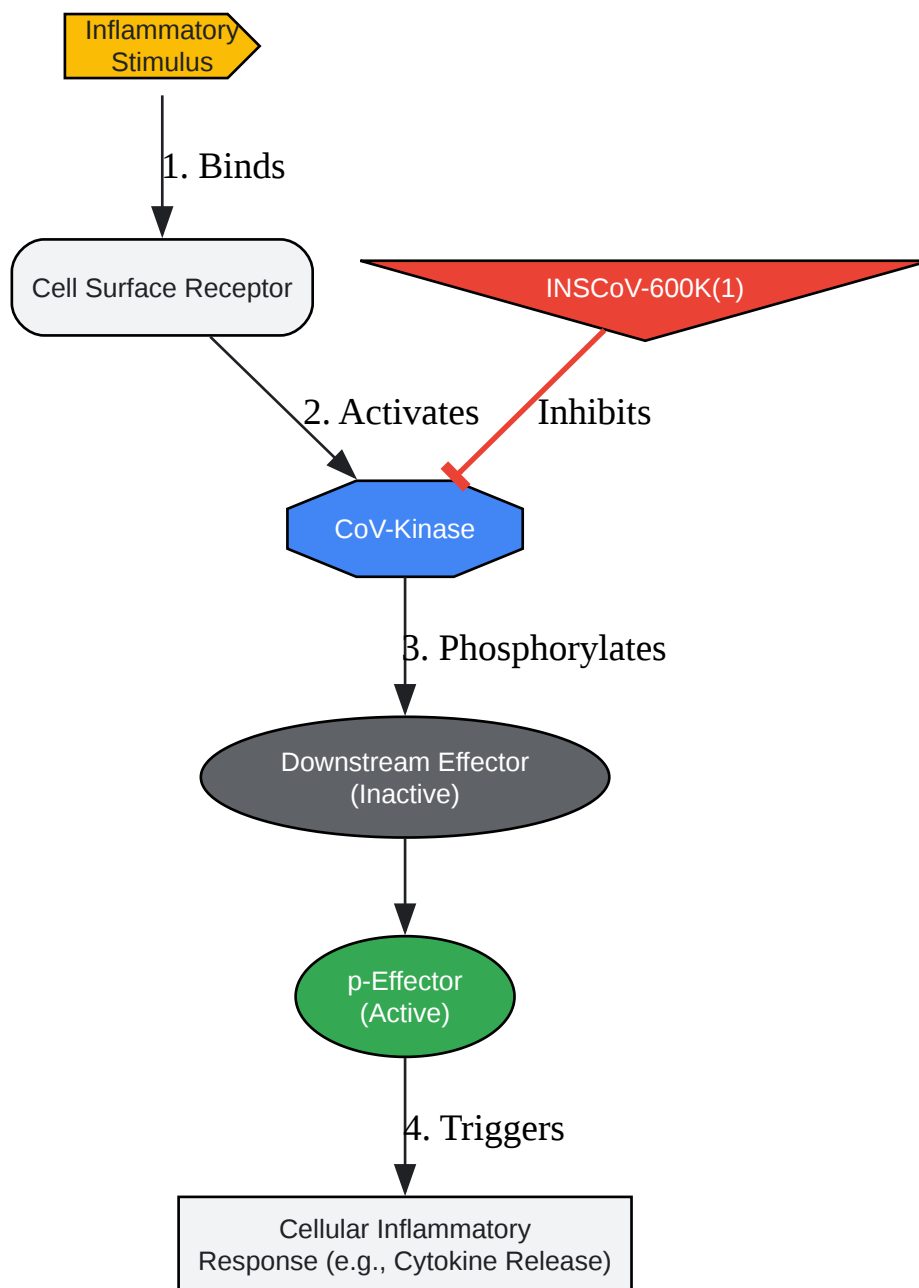 Inflammatory
Stimulus
1. Binds
Cell Surface Receptor
INSCoV-600K(1)
2. Activates
Inhibits
CoV-Kinase
3. Phosphorylates
Downstream Effector
(Inactive)
p-Effector
(Active)
4. Triggers
Cellular Inflammatory
Response (e.g., Cytokine Release)